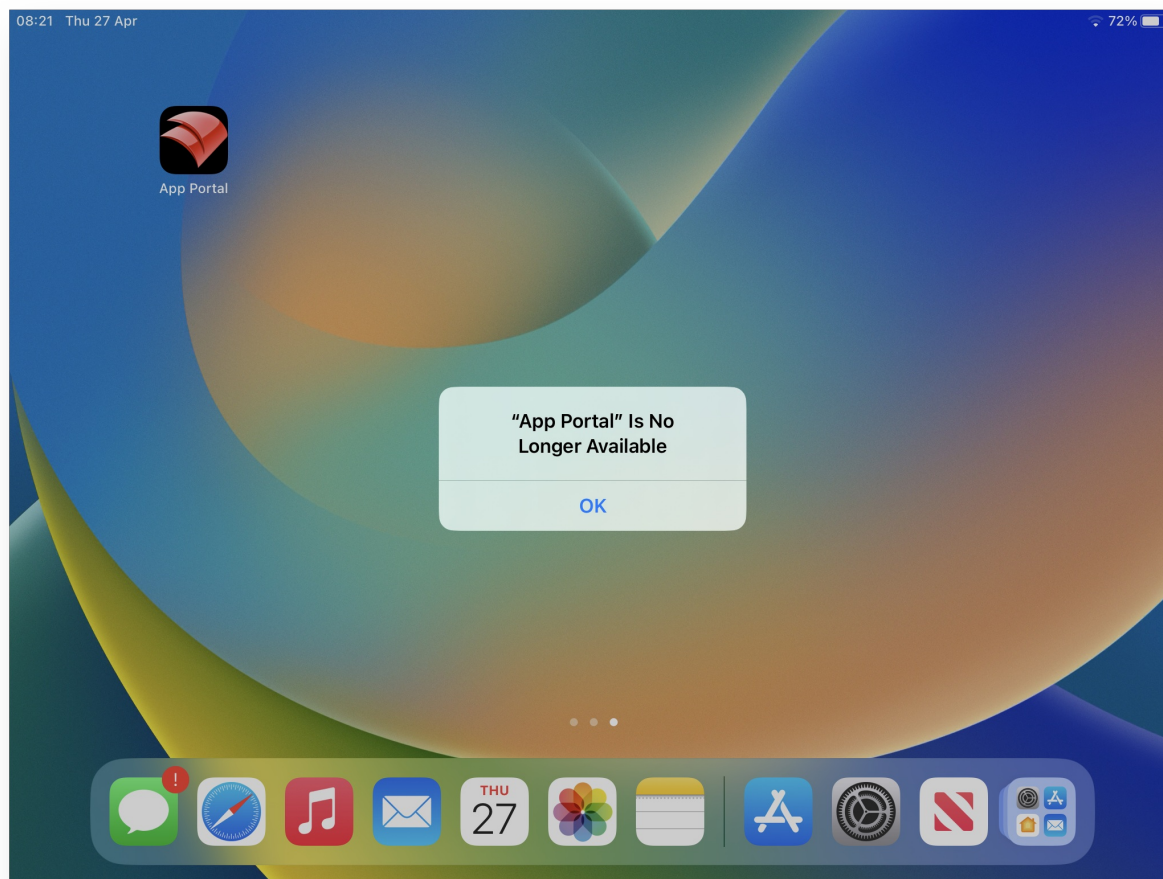 08:21 Thu 27 Apr
72%
App Portal
“App Portal” Is No
Longer Available
OK
!
THU
27